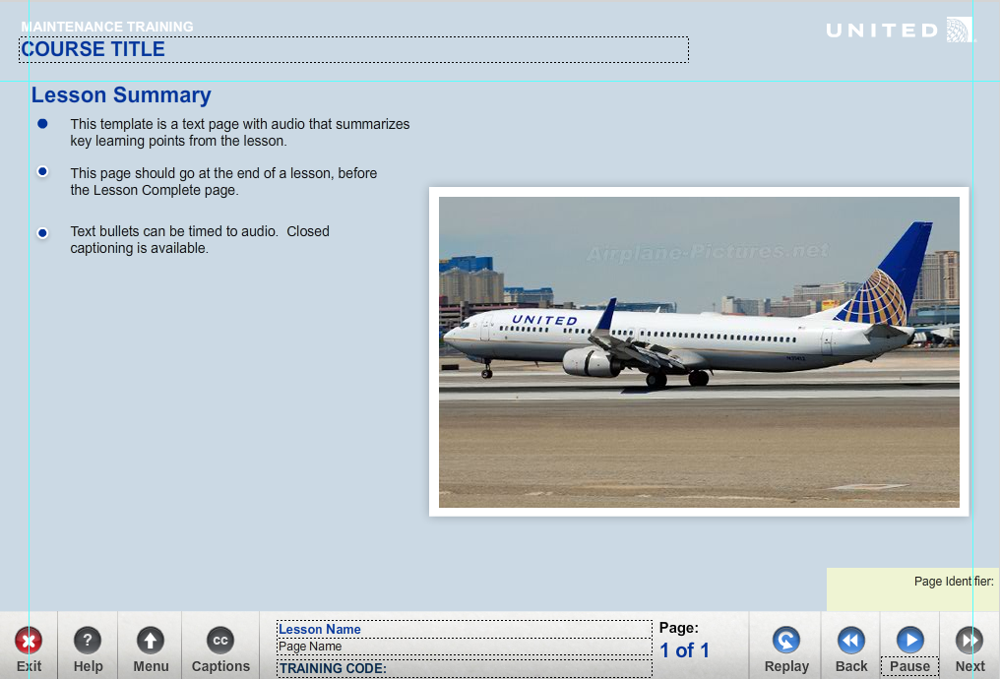 MAINTENANCE TRAINING
UNITED
COURSE TITLE
Lesson Summary
This template is a text page with audio that summarizes
key learning points from the lesson.
This page should go at the end of a lesson, before
the Lesson Complete page.
Text bullets can be timed to audio.  Closed
captioning is available.
Airplane-Pictures.net
UNITED
Page Identifier:
Lesson Name
Page:
?
cc
Page Name
1 of 1
Exit
Help
Menu
Captions
TRAINING CODE:
Replay
Back
Pause
Next